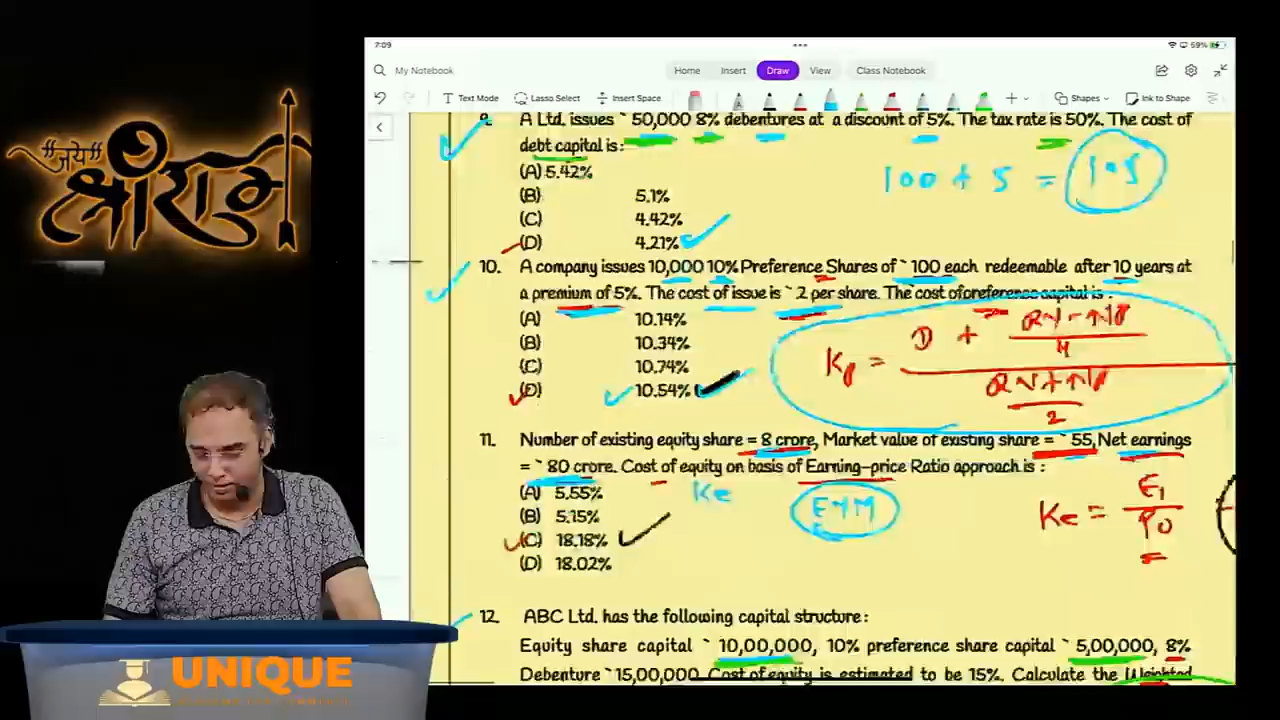 7:09
59%
My Notebook
Home Insert Draw View Class Notebook
Text Mode Lasso Select Insert Space Shapes Ink to Shape
"जय"
श्रीराम
9. A Ltd. issues ` 50,000 8% debentures at a discount of 5%. The tax rate is 50%. The cost of
debt capital is :
(A) 5.42%
(B) 5.1%
(C) 4.42%
(D) 4.21%
100 + 5 = 105
10. A company issues 10,000 10% Preference Shares of ` 100 each redeemable after 10 years at
a premium of 5%. The cost of issue is ` 2 per share. The cost of preference capital is :
(A) 10.14%
(B) 10.34%
(C) 10.74%
(D) 10.54%
Kp = D + RV - NP
n
RV + NP
2
11. Number of existing equity share = 8 crore, Market value of existing share = ` 55, Net earnings
= ` 80 crore. Cost of equity on basis of Earning-price Ratio approach is :
(A) 5.55%
(B) 5.15%
(C) 18.18%
(D) 18.02%
Ke
EYM
Ke = E1
P0
12. ABC Ltd. has the following capital structure :
Equity share capital ` 10,00,000, 10% preference share capital ` 5,00,000, 8%
Debenture ` 15,00,000 Cost of equity is estimated to be 15%. Calculate the Weighted
UNIQUE